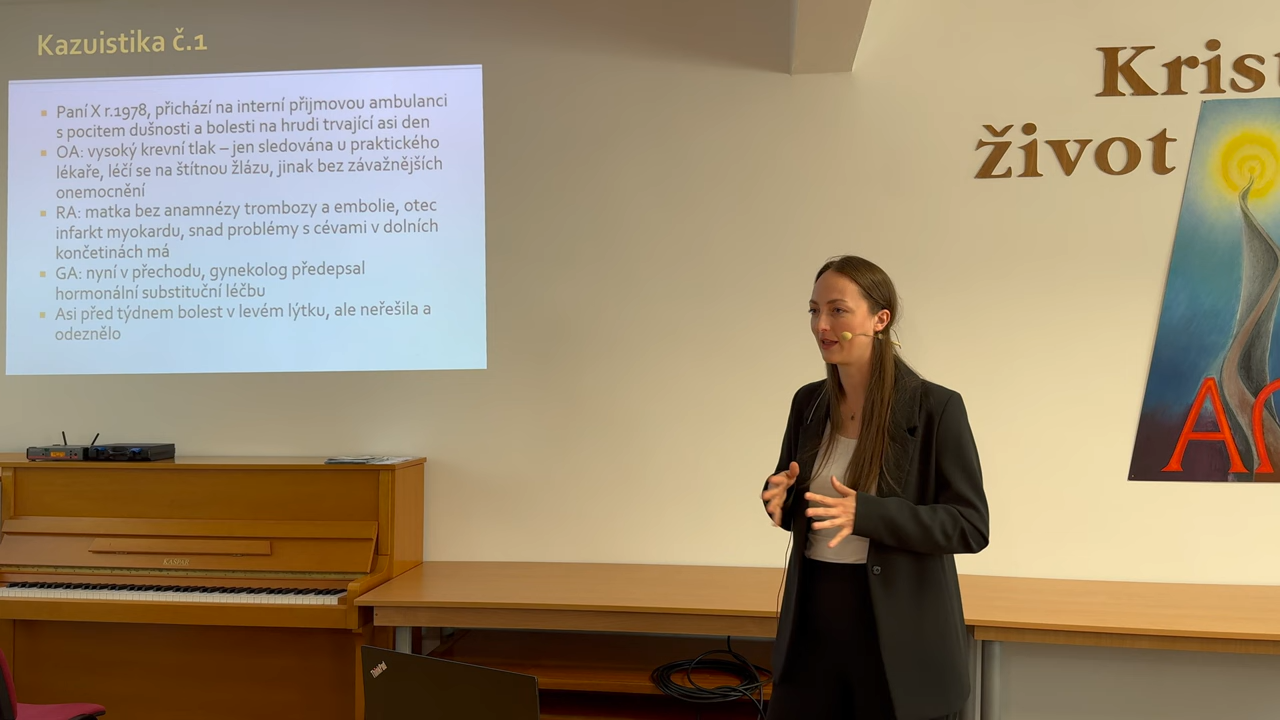 Kazuistika č.1
Paní X r.1978, přichází na interní přijmovou ambulanci
s pocitem dušnosti a bolesti na hrudi trvající asi den
OA: vysoký krevní tlak – jen sledována u praktického
lékaře, léčí se na štítnou žlázu, jinak bez závažnějších
onemocnění
RA: matka bez anamnézy trombozy a embolie, otec
infarkt myokardu, snad problémy s cévami v dolních
končetinách má
GA: nyní v přechodu, gynekolog předepsal
hormonální substituční léčbu
Asi před týdnem bolest v levém lýtku, ale neřešila a
odeznělo
Krist
život
ΑΩ
KASPAR
ThinkPad